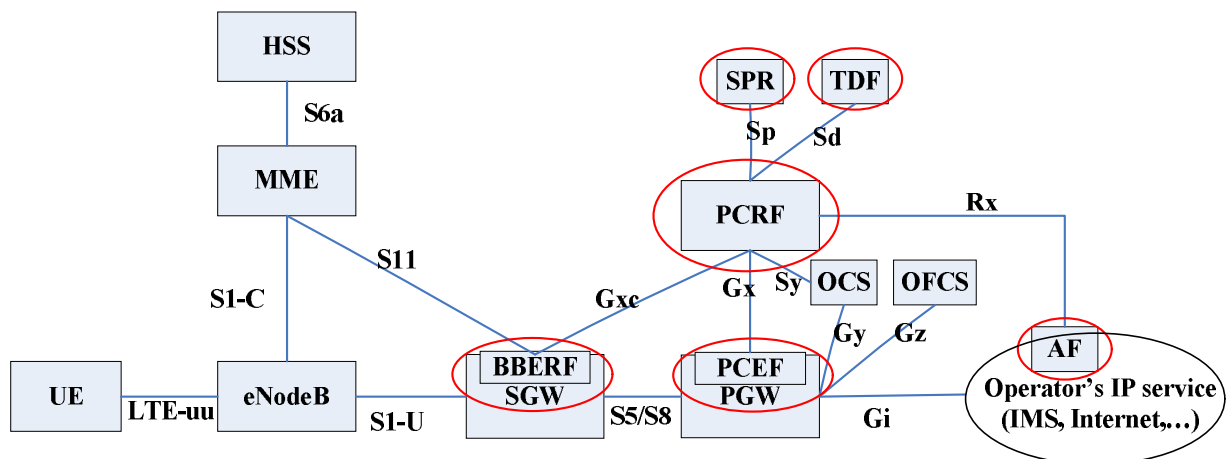 HSS
SPR
TDF
S6a
Sp
Sd
MME
PCRF
Rx
S11
S1-C
Gxc
Gx
Sy
OCS
OFCS
Gy
Gz
BBERF
SGW
PCEF
PGW
AF
UE
LTE-uu
eNodeB
S1-U
S5/S8
Gi
Operator's IP service
(IMS, Internet,…)